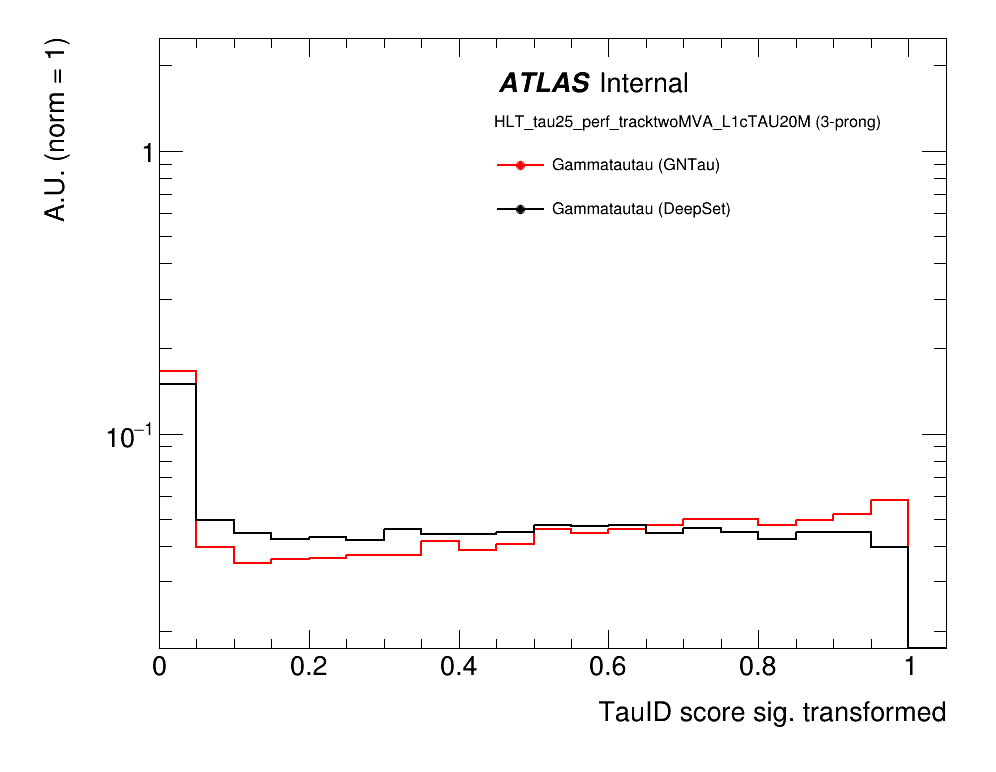 A.U. (norm = 1)
ATLAS Internal
HLT_tau25_perf_tracktwoMVA_L1cTAU20M (3-prong)
Gammatautau (GNTau)
Gammatautau (DeepSet)
1
10⁻¹
0 0.2 0.4 0.6 0.8 1
TauID score sig. transformed